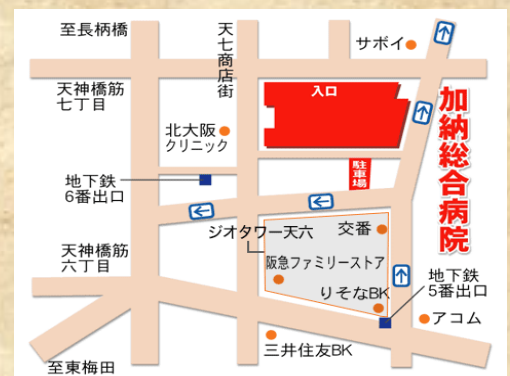 至長柄橋
天七商店街
サボイ
天神橋筋
七丁目
入口
加納総合病院
北大阪
クリニック
駐車場
地下鉄
6番出口
ジオタワー天六
交番
天神橋筋
六丁目
阪急ファミリーストア
地下鉄
5番出口
りそなBK
アコム
三井住友BK
至東梅田